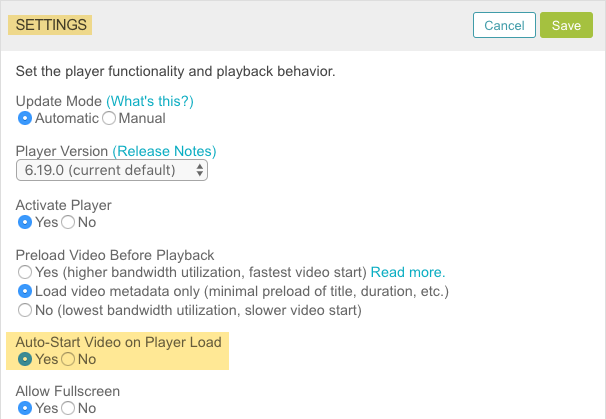 SETTINGS
Cancel
Save
Set the player functionality and playback behavior.
Update Mode (What's this?)
Automatic Manual
Player Version (Release Notes)
6.19.0 (current default)
Activate Player
Yes No
Preload Video Before Playback
Yes (higher bandwidth utilization, fastest video start) Read more.
Load video metadata only (minimal preload of title, duration, etc.)
No (lowest bandwidth utilization, slower video start)
Auto-Start Video on Player Load
Yes No
Allow Fullscreen
Yes No